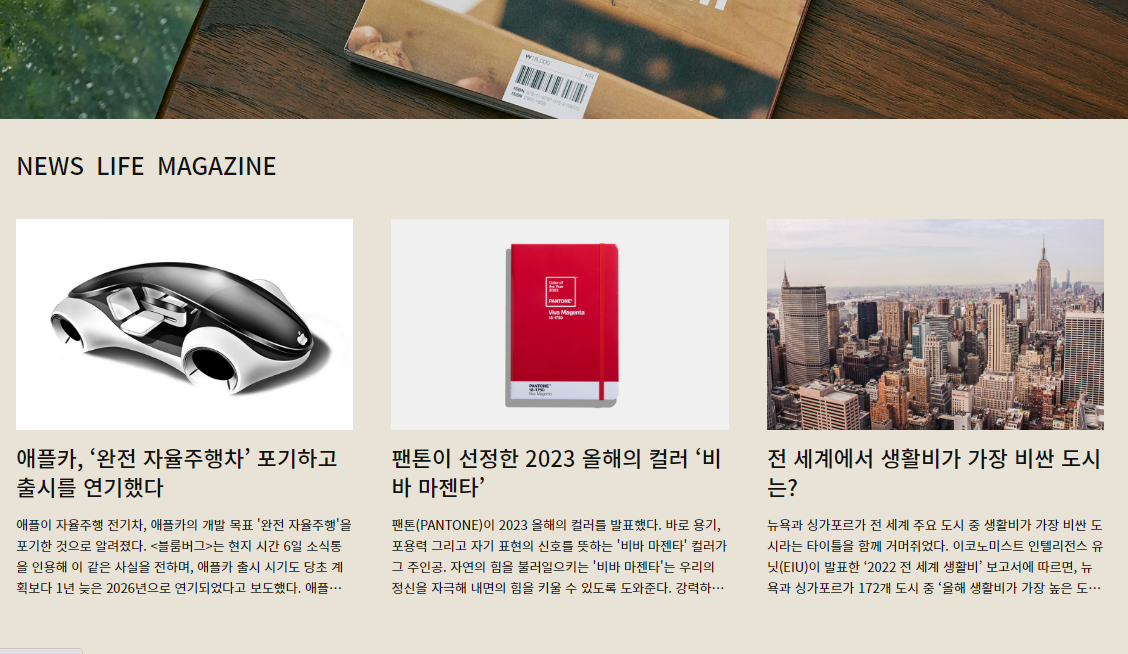 ₩18,000
NEWS LIFE MAGAZINE
Color of
the Year
2023
PANTONE®
Viva Magenta
18-1750
PANTONE®
18-1750
Viva Magenta
애플카, ‘완전 자율주행차’ 포기하고
출시를 연기했다
애플이 자율주행 전기차, 애플카의 개발 목표 '완전 자율주행'을
포기한 것으로 알려졌다. <블룸버그>는 현지 시간 6일 소식통
을 인용해 이 같은 사실을 전하며, 애플카 출시 시기도 당초 계
획보다 1년 늦은 2026년으로 연기되었다고 보도했다. 애플…
팬톤이 선정한 2023 올해의 컬러 ‘비
바 마젠타’
팬톤(PANTONE)이 2023 올해의 컬러를 발표했다. 바로 용기,
포용력 그리고 자기 표현의 신호를 뜻하는 '비바 마젠타' 컬러가
그 주인공. 자연의 힘을 불러일으키는 '비바 마젠타'는 우리의
정신을 자극해 내면의 힘을 키울 수 있도록 도와준다. 강력하…
전 세계에서 생활비가 가장 비싼 도시
는?
뉴욕과 싱가포르가 전 세계 주요 도시 중 생활비가 가장 비싼 도
시라는 타이틀을 함께 거머쥐었다. 이코노미스트 인텔리전스 유
닛(EIU)이 발표한 ‘2022 전 세계 생활비’ 보고서에 따르면, 뉴
욕과 싱가포르가 172개 도시 중 ‘올해 생활비가 가장 높은 도…